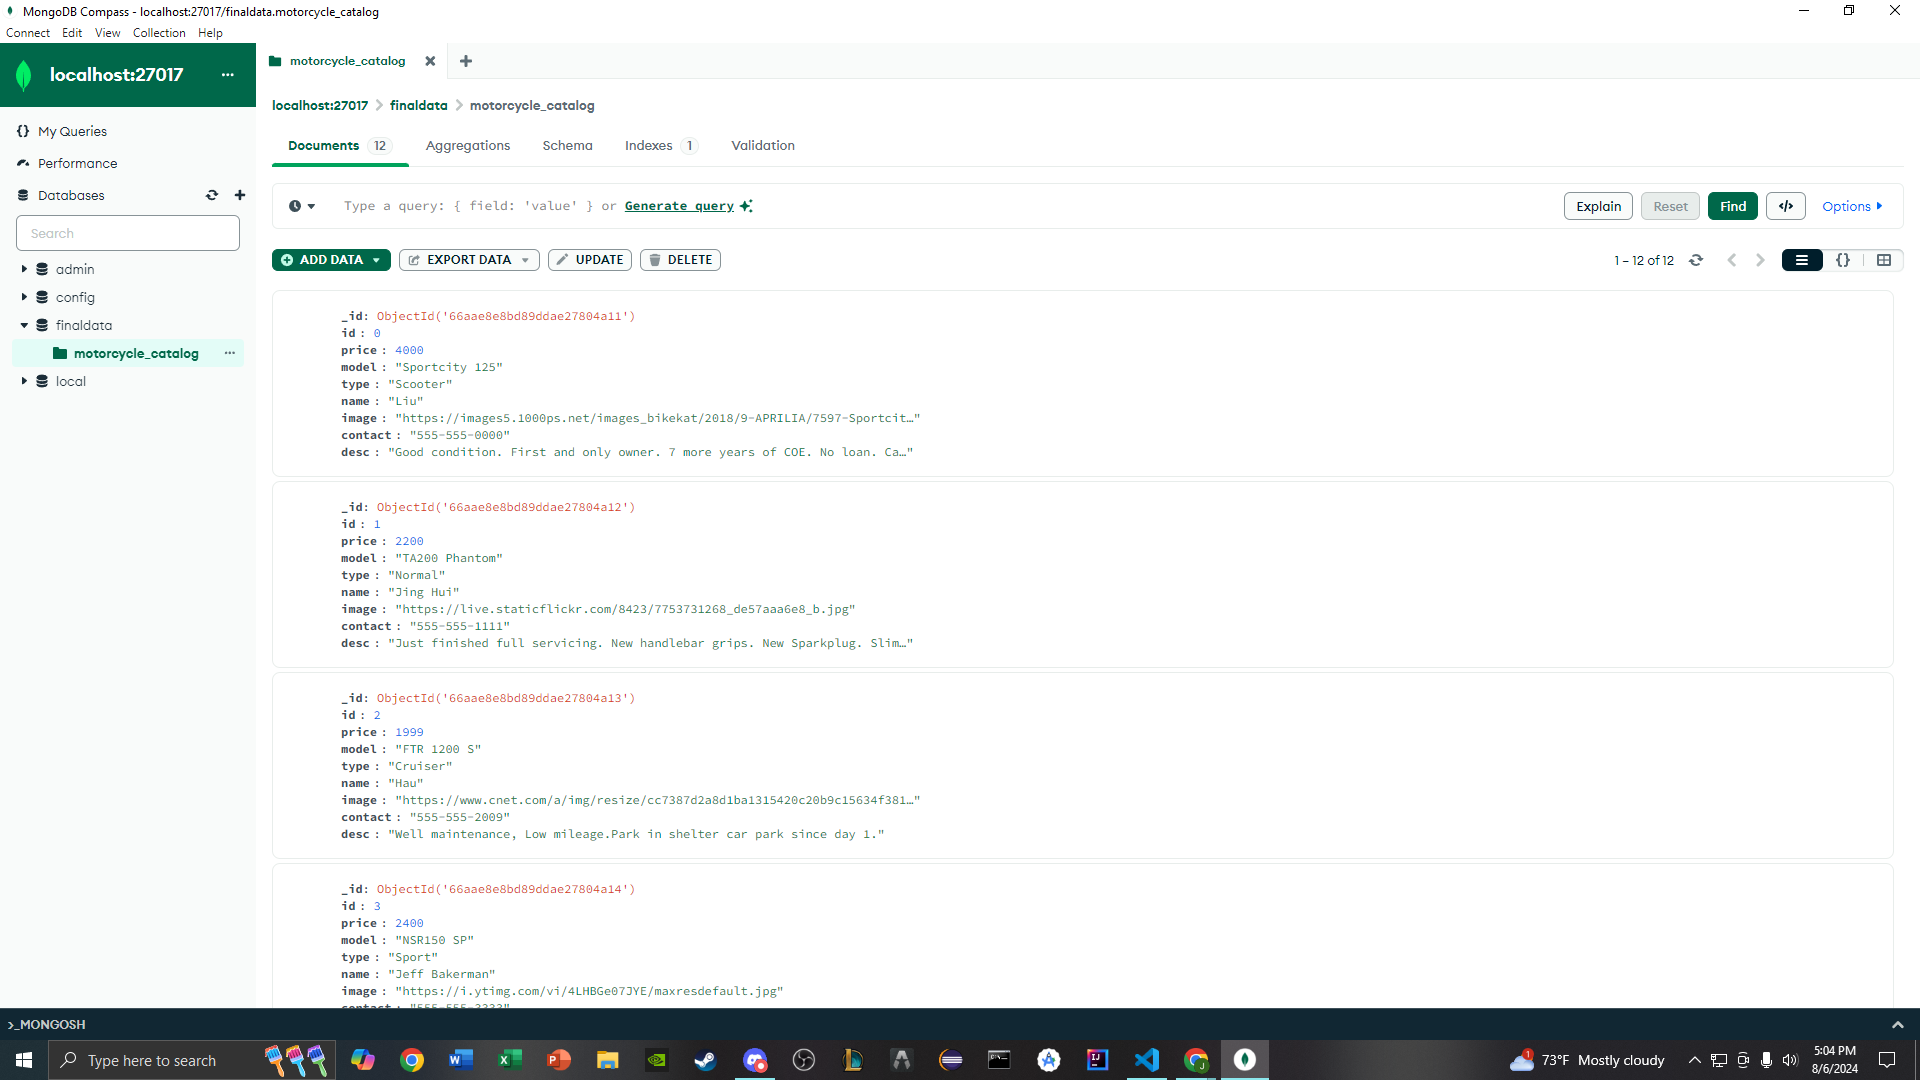 MongoDB Compass - localhost:27017/finaldata.motorcycle_catalog
Connect Edit View Collection Help
localhost:27017 ...
motorcycle_catalog
localhost:27017 > finaldata > motorcycle_catalog
My Queries
Performance
Databases
Search
admin
config
finaldata
motorcycle_catalog ...
local
Documents 12 Aggregations Schema Indexes 1 Validation
Type a query: { field: 'value' } or Generate query
Explain Reset Find </> Options
ADD DATA EXPORT DATA UPDATE DELETE
1 – 12 of 12 {}
_id: ObjectId('66aae8e8bd89ddae27804a11')
id : 0
price : 4000
model : "Sportcity 125"
type : "Scooter"
name : "Liu"
image : "https://images5.1000ps.net/images_bikekat/2018/9-APRILIA/7597-Sportcit…"
contact : "555-555-0000"
desc : "Good condition. First and only owner. 7 more years of COE. No loan. Ca…"
_id: ObjectId('66aae8e8bd89ddae27804a12')
id : 1
price : 2200
model : "TA200 Phantom"
type : "Normal"
name : "Jing Hui"
image : "https://live.staticflickr.com/8423/7753731268_de57aaa6e8_b.jpg"
contact : "555-555-1111"
desc : "Just finished full servicing. New handlebar grips. New Sparkplug. Slim…"
_id: ObjectId('66aae8e8bd89ddae27804a13')
id : 2
price : 1999
model : "FTR 1200 S"
type : "Cruiser"
name : "Hau"
image : "https://www.cnet.com/a/img/resize/cc7387d2a8d1ba1315420c20b9c15634f381…"
contact : "555-555-2009"
desc : "Well maintenance, Low mileage.Park in shelter car park since day 1."
_id: ObjectId('66aae8e8bd89ddae27804a14')
id : 3
price : 2400
model : "NSR150 SP"
type : "Sport"
name : "Jeff Bakerman"
image : "https://i.ytimg.com/vi/4LHBGe07JYE/maxresdefault.jpg"
contact : "555-555-3333"
>_MONGOSH
Type here to search
1 73°F Mostly cloudy
5:04 PM
8/6/2024